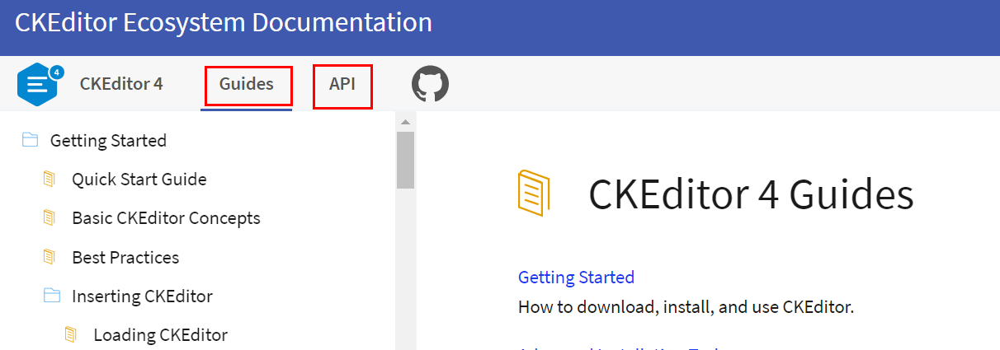 CKEditor Ecosystem Documentation
4
CKEditor 4
Guides
API
Getting Started
Quick Start Guide
Basic CKEditor Concepts
Best Practices
Inserting CKEditor
Loading CKEditor
CKEditor 4 Guides
Getting Started
How to download, install, and use CKEditor.